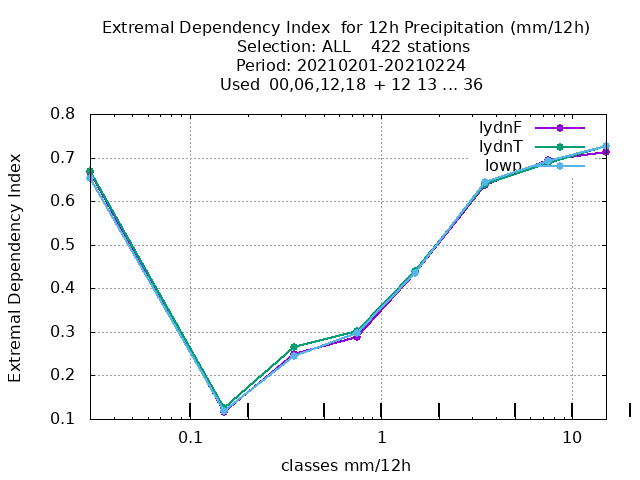 Extremal Dependency Index  for 12h Precipitation (mm/12h)
Selection: ALL    422 stations
Period: 20210201-20210224
Used  00,06,12,18  + 12 13 ... 36
lydnF
lydnT
lowp
0.8
0.7
0.6
0.5
0.4
0.3
0.2
0.1
Extremal Dependency Index
0.1 1 10
classes mm/12h